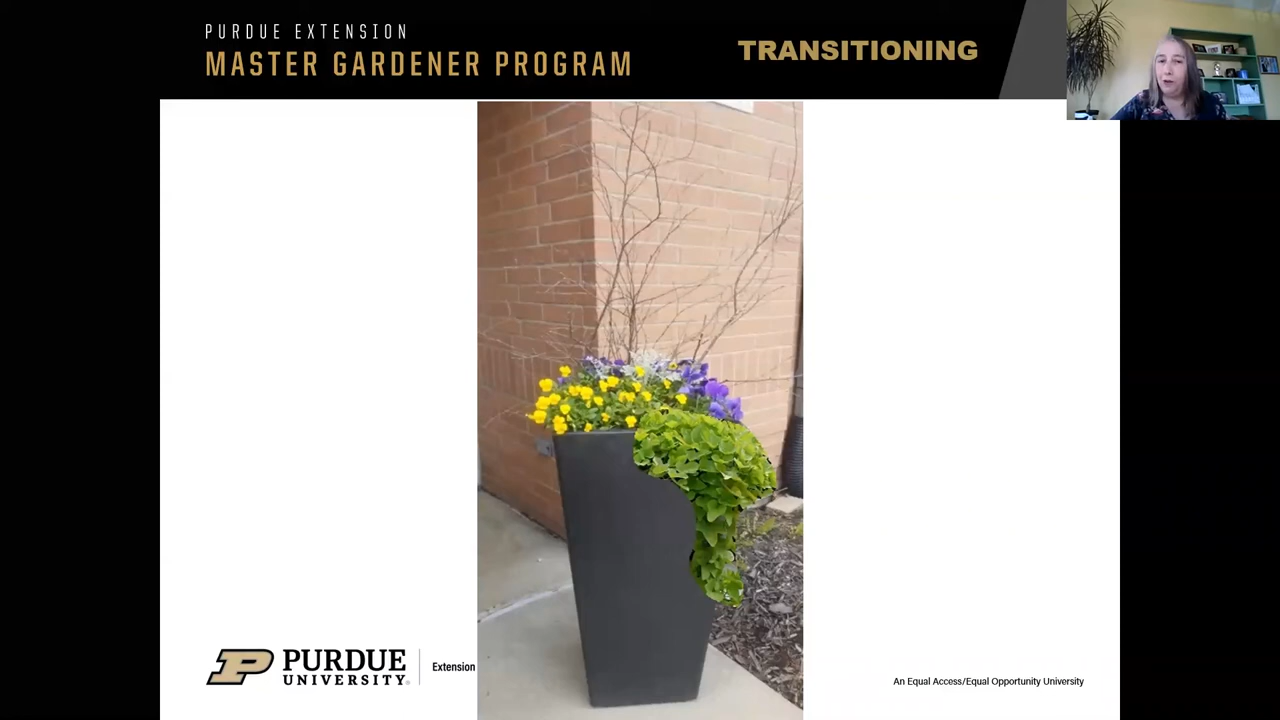 PURDUE EXTENSION
MASTER GARDENER PROGRAM
TRANSITIONING
PURDUE
UNIVERSITY®
Extension
An Equal Access/Equal Opportunity University